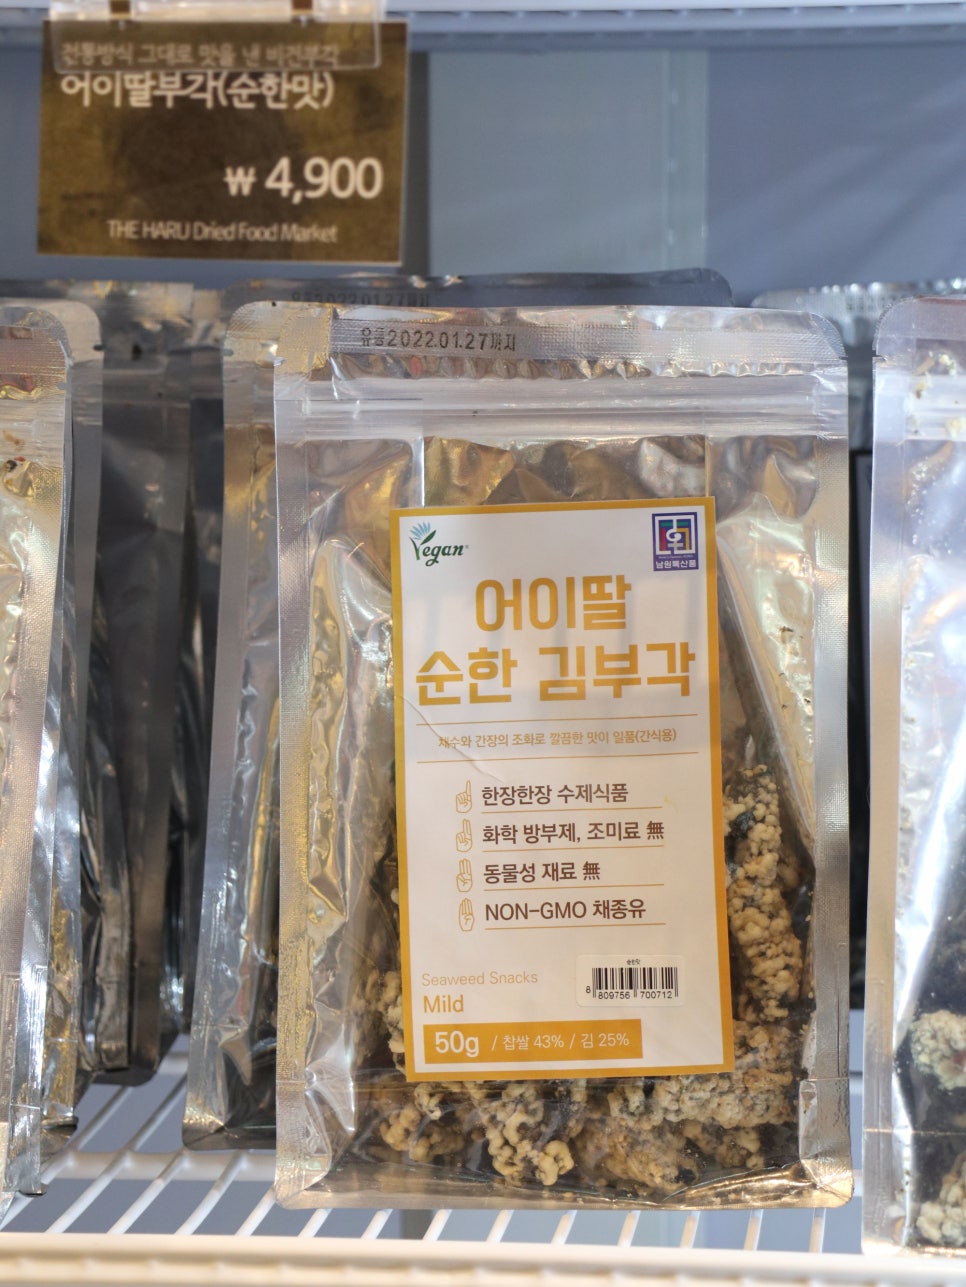 전통방식 그대로 맛을 낸 비건부각
어이딸부각(순한맛)
₩ 4,900
THE HARU Dried Food Market
유통2022.01.27까지
Vegan
남원특산품
어이딸
순한 김부각
채수와 간장의 조화로 깔끔한 맛이 일품(간식용)
한장한장 수제식품
화학 방부제, 조미료 無
동물성 재료 無
NON-GMO 채종유
순한맛
8 809756 700712
Seaweed Snacks
Mild
50g / 찹쌀 43% / 김 25%